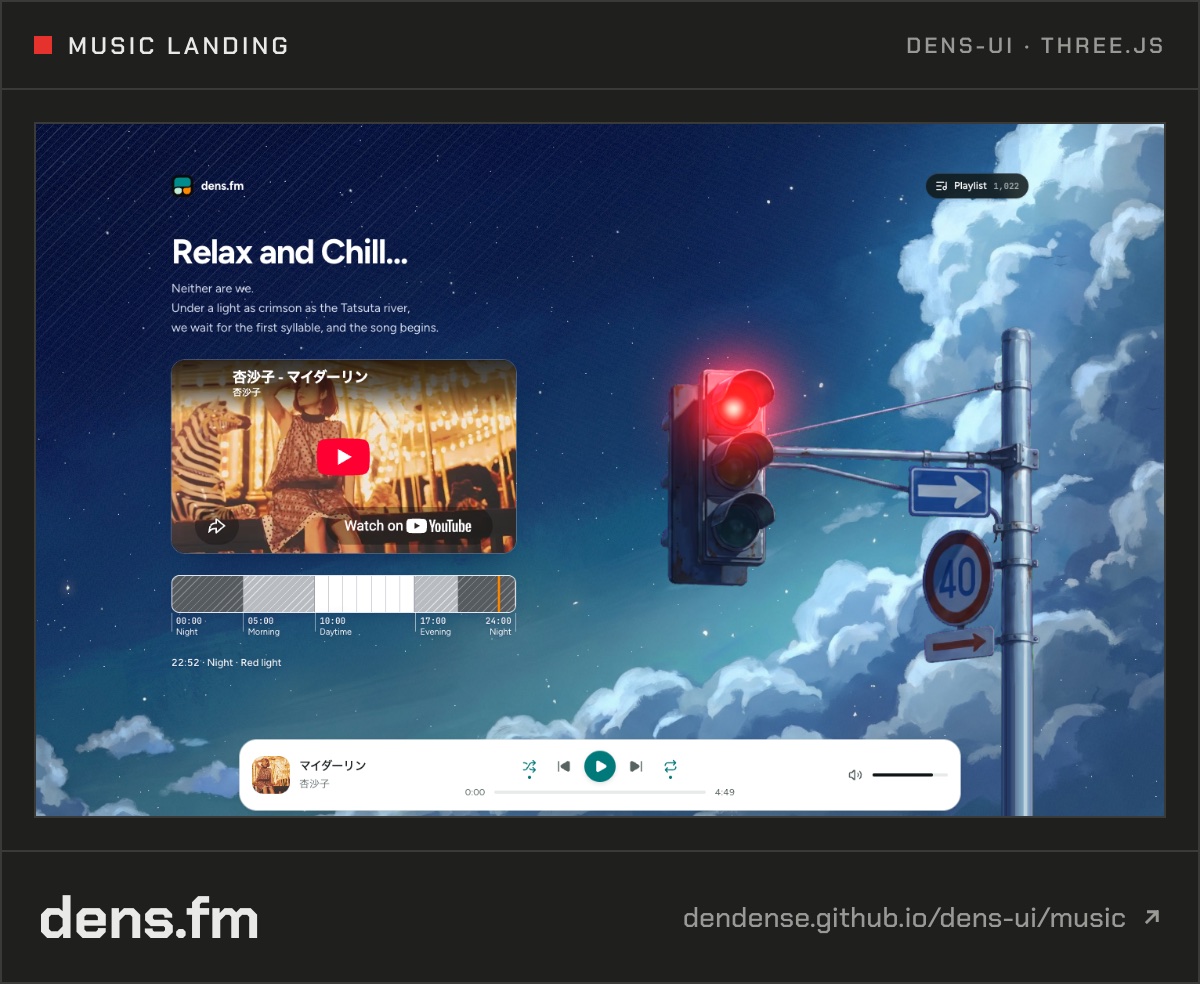 MUSIC LANDING
DENS-UI · THREE.JS
dens.fm
Playlist 1,022
Relax and Chill...
Neither are we.
Under a light as crimson as the Tatsuta river,
we wait for the first syllable, and the song begins.
杏沙子 - マイダーリン
杏沙子
Watch on YouTube
00:00 05:00 10:00 17:00 24:00
Night Morning Daytime Evening Night
22:52 · Night · Red light
40
マイダーリン
杏沙子
0:00 4:49
dens.fm
dendense.github.io/dens-ui/music ↗